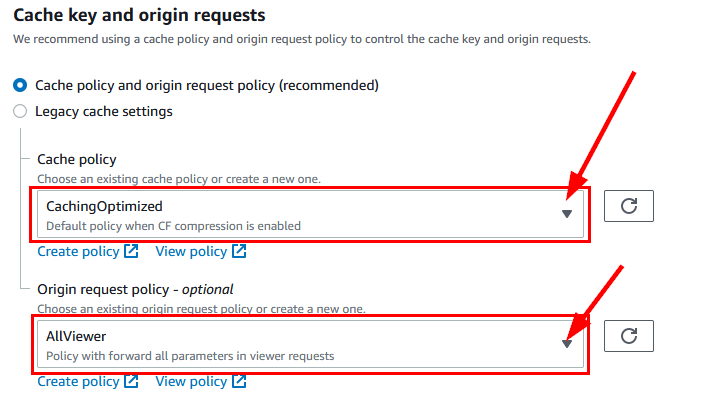 Cache key and origin requests
We recommend using a cache policy and origin request policy to control the cache key and origin requests.
Cache policy and origin request policy (recommended)
Legacy cache settings
Cache policy
Choose an existing cache policy or create a new one.
CachingOptimized
Default policy when CF compression is enabled
Create policy View policy
Origin request policy - optional
Choose an existing origin request policy or create a new one.
AllViewer
Policy with forward all parameters in viewer requests
Create policy View policy